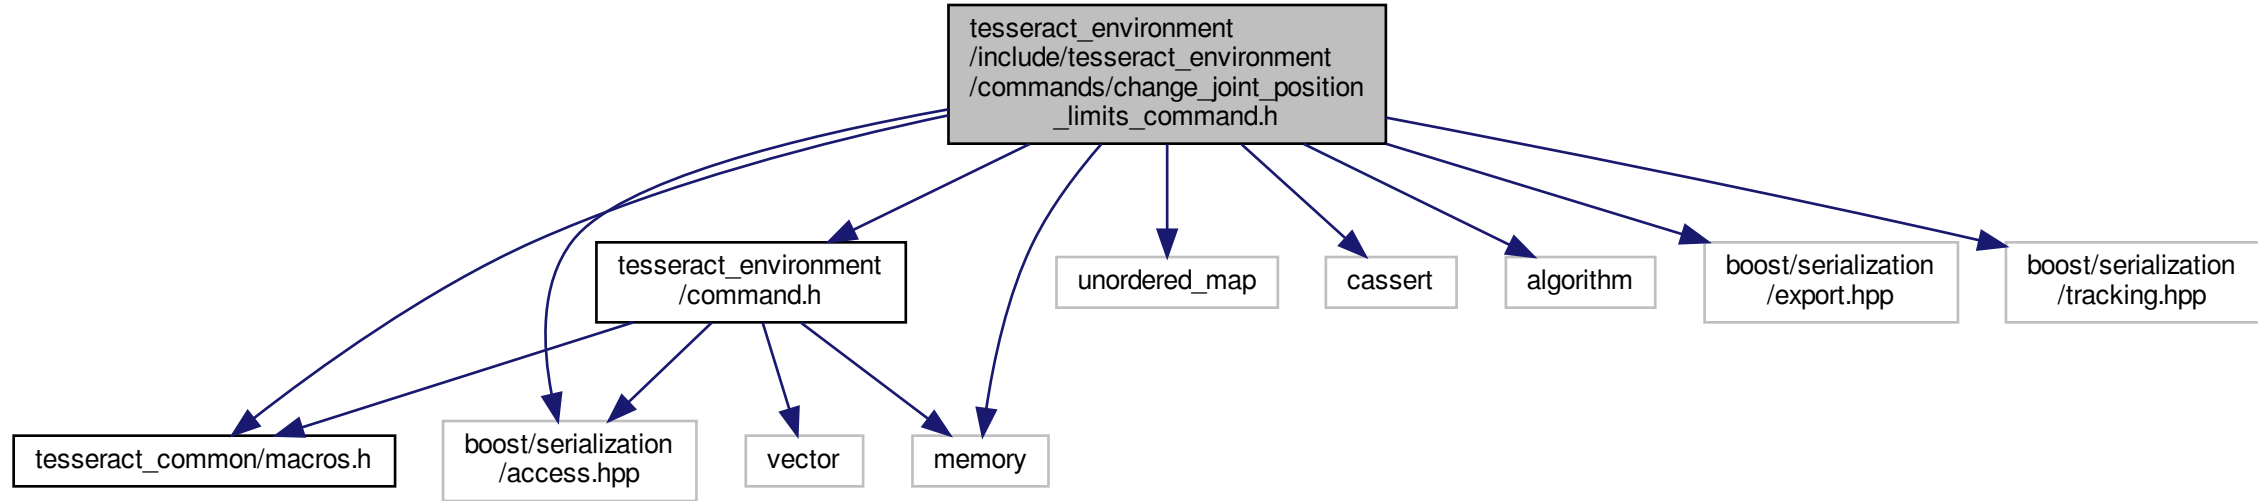 tesseract_environment
/include/tesseract_environment
/commands/change_joint_position
_limits_command.h
tesseract_environment
/command.h
unordered_map
cassert
algorithm
boost/serialization
/export.hpp
boost/serialization
/tracking.hpp
tesseract_common/macros.h
boost/serialization
/access.hpp
vector
memory